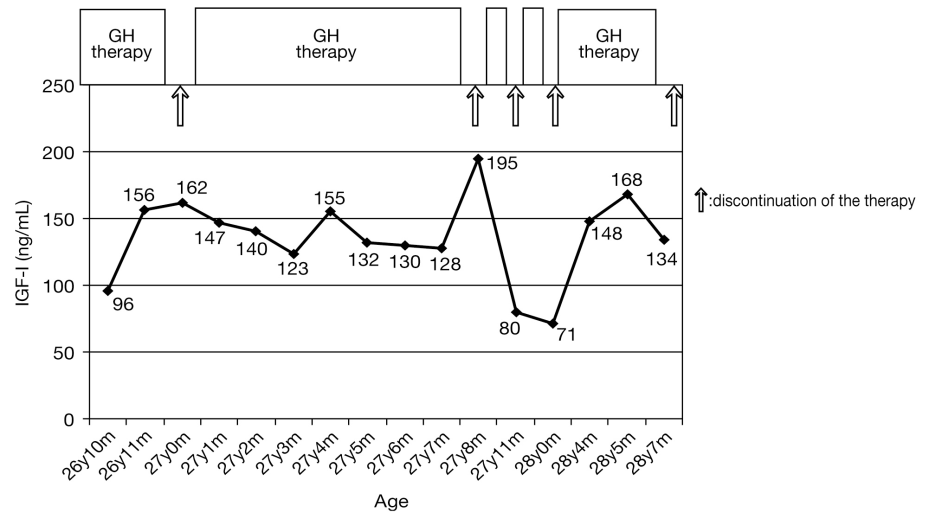 GH
therapy
GH
therapy
GH
therapy
250
200
150
100
50
0
IGF-I (ng/mL)
96
156
162
147
140
123
155
132
130
128
195
80
71
148
168
134
⇧:discontinuation of the therapy
26y10m
26y11m
27y0m
27y1m
27y2m
27y3m
27y4m
27y5m
27y6m
27y7m
27y8m
27y11m
28y0m
28y4m
28y5m
28y7m
Age